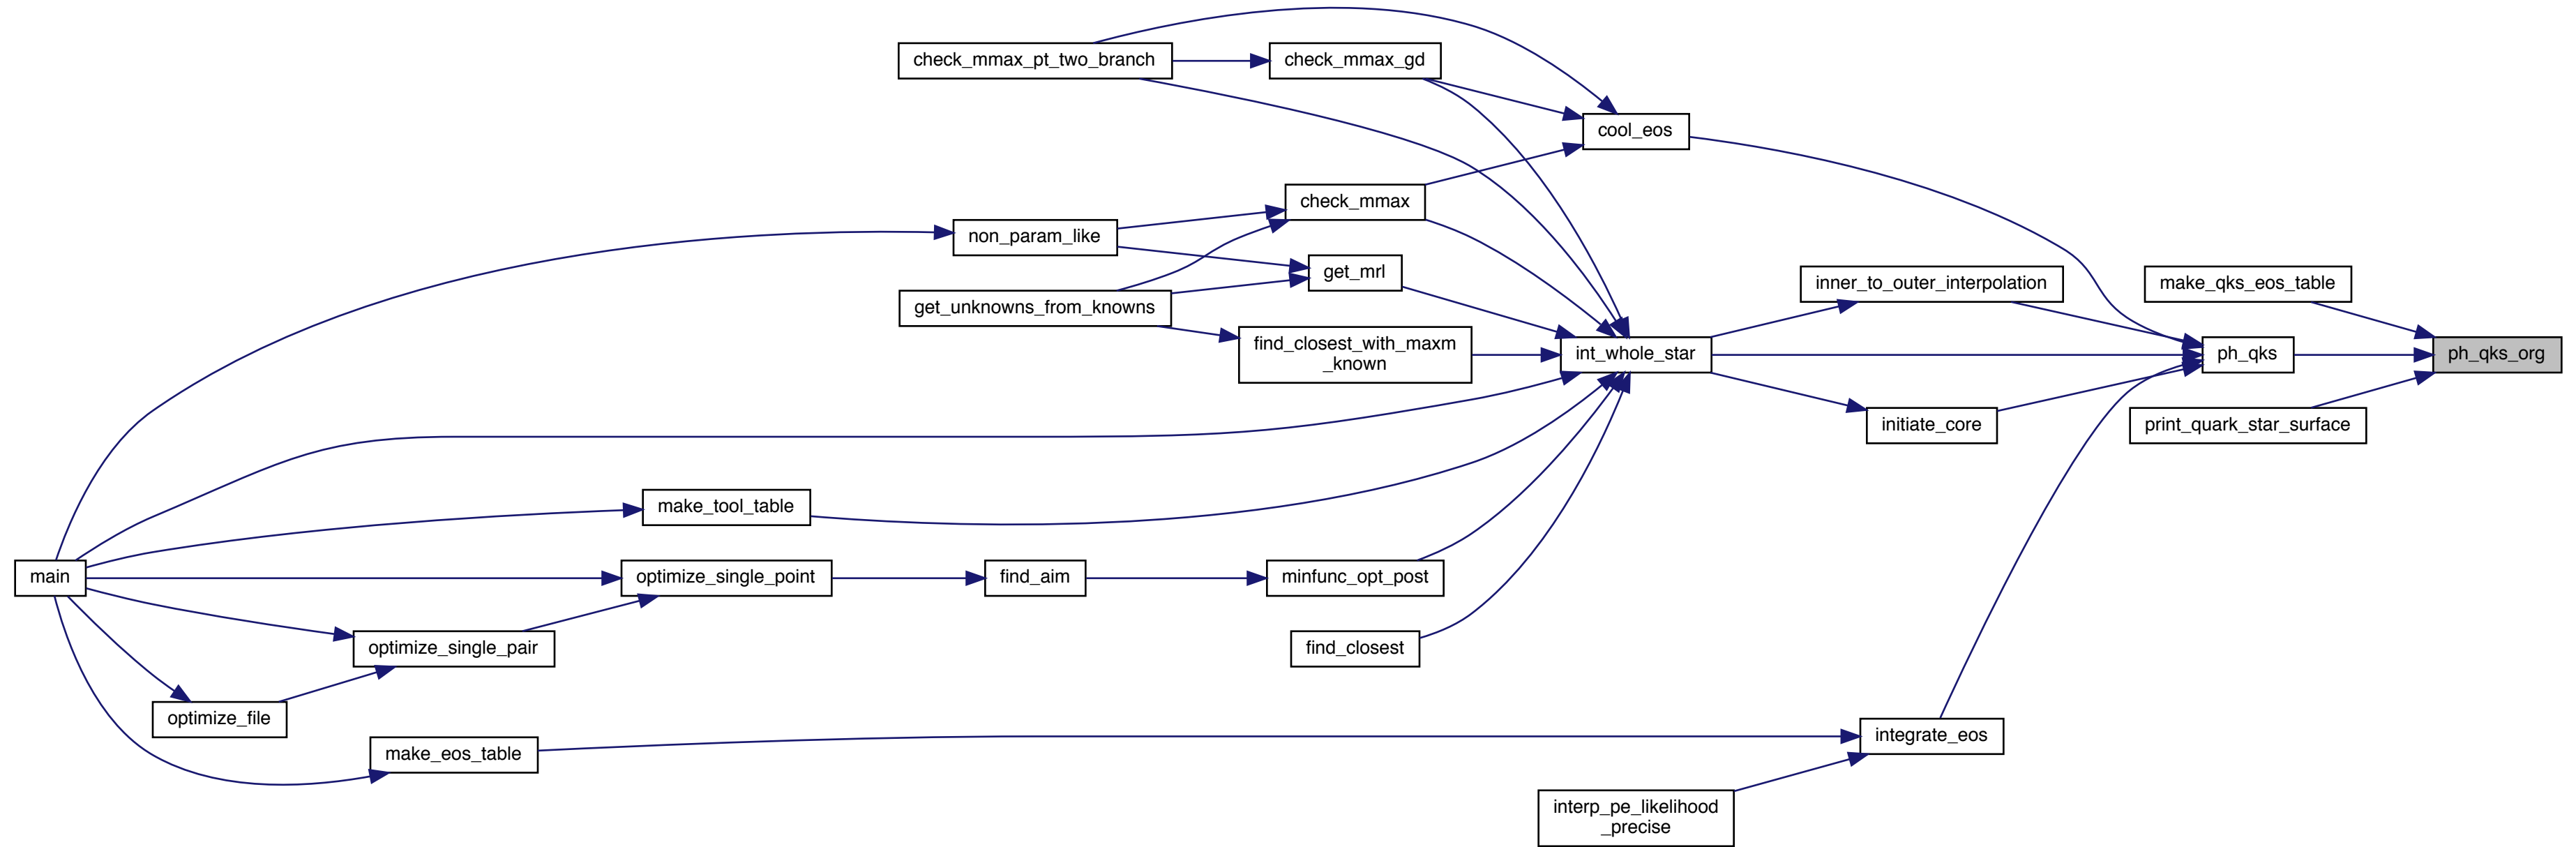 check_mmax_pt_two_branch
check_mmax_gd
cool_eos
check_mmax
non_param_like
get_mrl
get_unknowns_from_knowns
find_closest_with_maxm
_known
inner_to_outer_interpolation
make_qks_eos_table
int_whole_star
ph_qks
ph_qks_org
initiate_core
print_quark_star_surface
make_tool_table
main
optimize_single_point
find_aim
minfunc_opt_post
optimize_single_pair
find_closest
optimize_file
make_eos_table
integrate_eos
interp_pe_likelihood
_precise